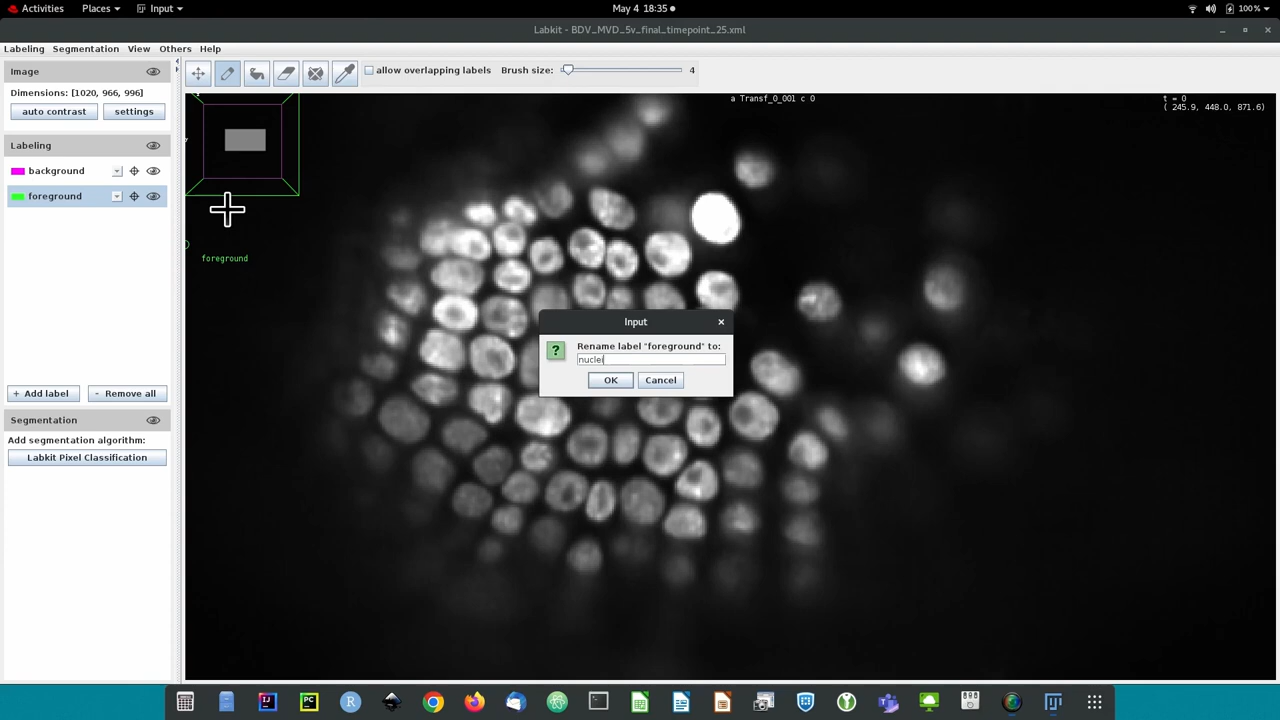 Activities Places Input May 4 18:35 100%
Labkit - BDV_MVD_5v_final_timepoint_25.xml
Labeling Segmentation View Others Help
Image
allow overlapping labels Brush size: 4
Dimensions: [1020, 966, 996]
auto contrast settings
a Transf_0_001 c 0
t = 0
( 245.9, 448.0, 871.6)
Labeling
background
foreground
foreground
Input
Rename label "foreground" to:
nuclei
OK Cancel
+ Add label - Remove all
Segmentation
Add segmentation algorithm:
Labkit Pixel Classification